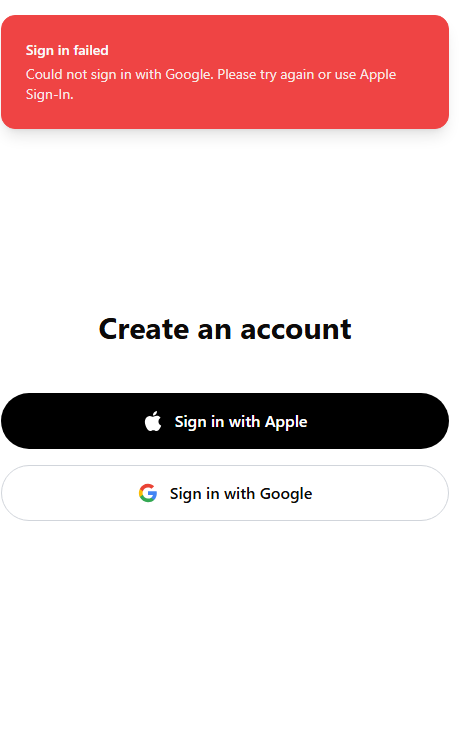 Sign in failed
Could not sign in with Google. Please try again or use Apple
Sign-In.
Create an account
Sign in with Apple
Sign in with Google